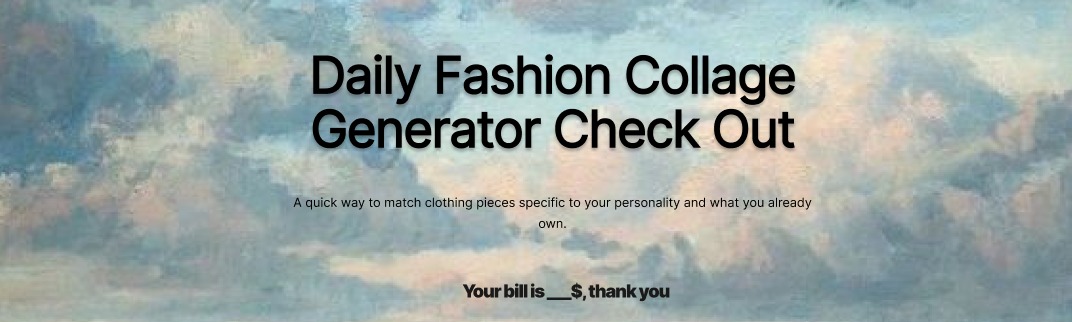 Daily Fashion Collage
Generator Check Out
A quick way to match clothing pieces specific to your personality and what you already
own.
Your bill is ___$, thank you